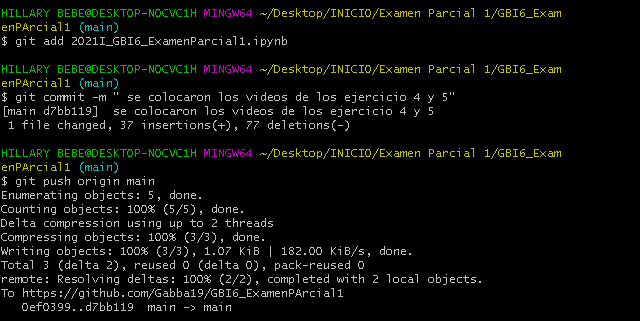 HILLARY BEBE@DESKTOP-NOCVC1H MINGW64 ~/Desktop/INICIO/Examen Parcial 1/GBI6_Exam
enPArcial1 (main)
$ git add 2021I_GBI6_ExamenParcial1.ipynb
HILLARY BEBE@DESKTOP-NOCVC1H MINGW64 ~/Desktop/INICIO/Examen Parcial 1/GBI6_Exam
enPArcial1 (main)
$ git commit -m " se colocaron los videos de los ejercicio 4 y 5"
[main d7bb119]  se colocaron los videos de los ejercicio 4 y 5
 1 file changed, 37 insertions(+), 77 deletions(-)
HILLARY BEBE@DESKTOP-NOCVC1H MINGW64 ~/Desktop/INICIO/Examen Parcial 1/GBI6_Exam
enPArcial1 (main)
$ git push origin main
Enumerating objects: 5, done.
Counting objects: 100% (5/5), done.
Delta compression using up to 2 threads
Compressing objects: 100% (3/3), done.
Writing objects: 100% (3/3), 1.07 KiB | 182.00 KiB/s, done.
Total 3 (delta 2), reused 0 (delta 0), pack-reused 0
remote: Resolving deltas: 100% (2/2), completed with 2 local objects.
To https://github.com/Gabba19/GBI6_ExamenPArcial1
   0ef0399..d7bb119  main -> main